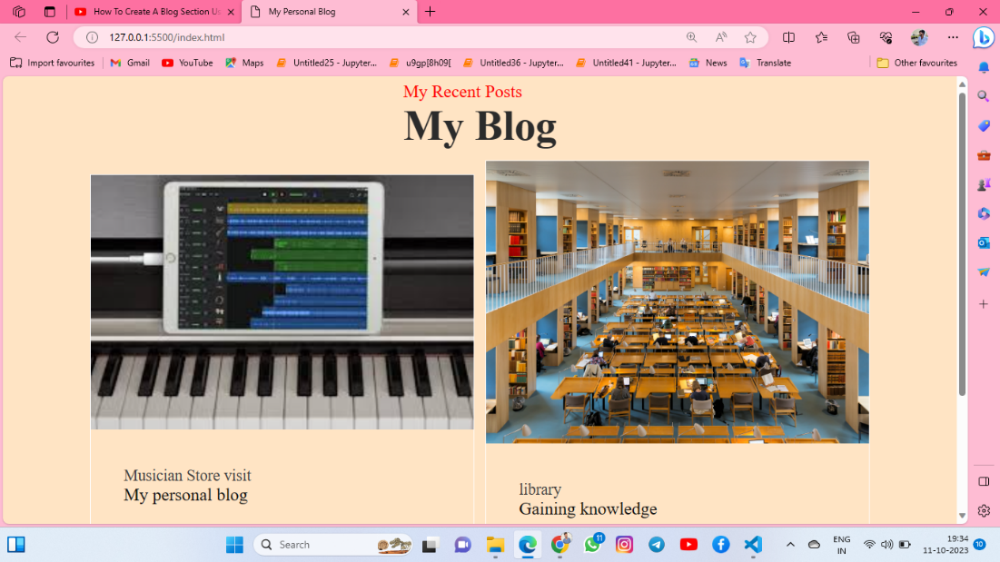 How To Create A Blog Section Us
My Personal Blog
127.0.0.1:5500/index.html
Import favourites
Gmail
YouTube
Maps
Untitled25 - Jupyter...
u9gp[8h09[
Untitled36 - Jupyter...
Untitled41 - Jupyter...
News
Translate
Other favourites
My Recent Posts
My Blog
Musician Store visit
My personal blog
library
Gaining knowledge
Search
11
ENG
IN
19:34
11-10-2023
10